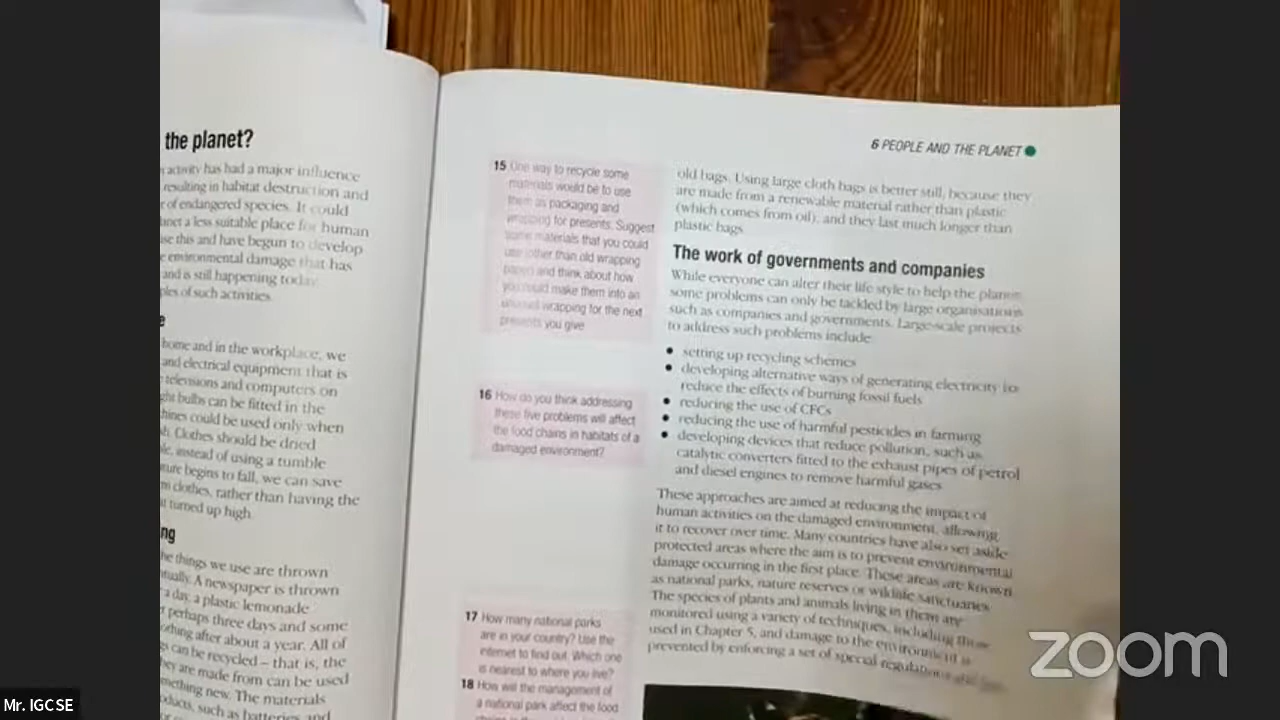 the planet?
activity has had a major influence
resulting in habitat destruction and
of endangered species. It could
a less suitable place for human
this and have begun to develop
environmental damage that has
and is still happening today.
of such activities.
home and in the workplace, we
and electrical equipment that is
televisions and computers on
bulbs can be fitted in the
could be used only when
Clothes should be dried
instead of using a tumble
begins to fall, we can save
clothes, rather than having the
turned up high.
the things we use are thrown
A newspaper is thrown
a day, a plastic lemonade
perhaps three days and some
after about a year. All of
can be recycled – that is, the
are made from can be used
new. The materials
such as batteries and
6 PEOPLE AND THE PLANET
15 One way to recycle some
materials would be to use
them as packaging and
wrapping for presents. Suggest
some materials that you could
use (other than old wrapping
paper) and think about how
you could make them into an
unusual wrapping for the next
presents you give
16 How do you think addressing
these five problems will affect
the food chains in habitats of a
damaged environment?
17 How many national parks
are in your country? Use the
internet to find out. Which one
is nearest to where you live?
18 How will the management of
a national park affect the food
old bags. Using large cloth bags is better still, because they
are made from a renewable material rather than plastic
(which comes from oil), and they last much longer than
plastic bags.
The work of governments and companies
While everyone can alter their life style to help the planet,
some problems can only be tackled by large organisations
such as companies and governments. Large-scale projects
to address such problems include:
● setting up recycling schemes
● developing alternative ways of generating electricity to
reduce the effects of burning fossil fuels
● reducing the use of CFCs
● reducing the use of harmful pesticides in farming
● developing devices that reduce pollution, such as
catalytic converters fitted to the exhaust pipes of petrol
and diesel engines to remove harmful gases
These approaches are aimed at reducing the impact of
human activities on the damaged environment, allowing
it to recover over time. Many countries have also set aside
protected areas where the aim is to prevent environmental
damage occurring in the first place. These areas are known
as national parks, nature reserves or wildlife sanctuaries.
The species of plants and animals living in them are
monitored using a variety of techniques, including those
used in Chapter 5, and damage to the environment is
prevented by enforcing a set of special regulations
zoom
Mr. IGCSE